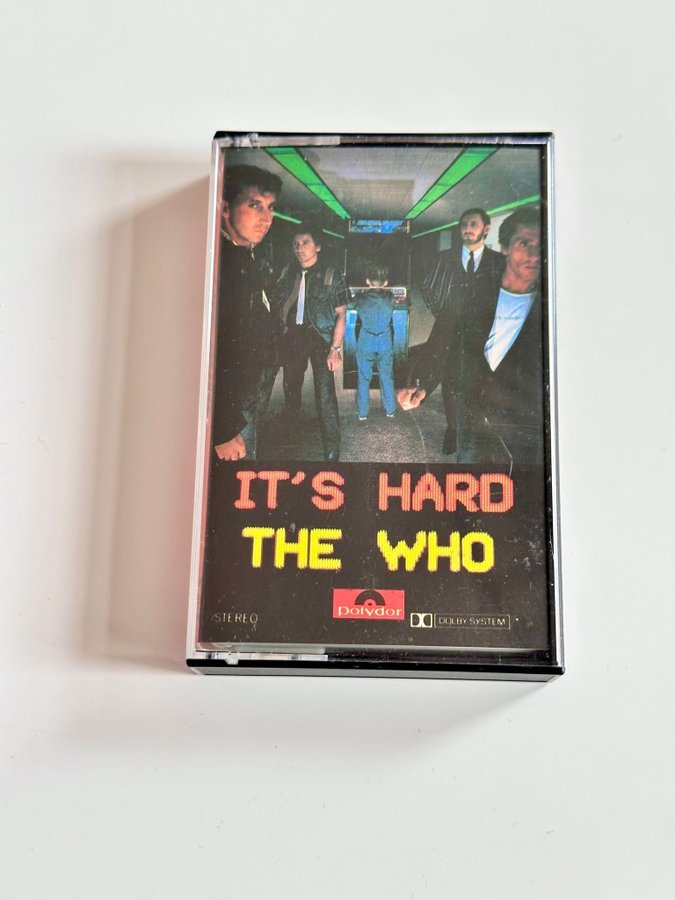 IT'S HARD
THE WHO
STEREO
polydor
DOLBY SYSTEM